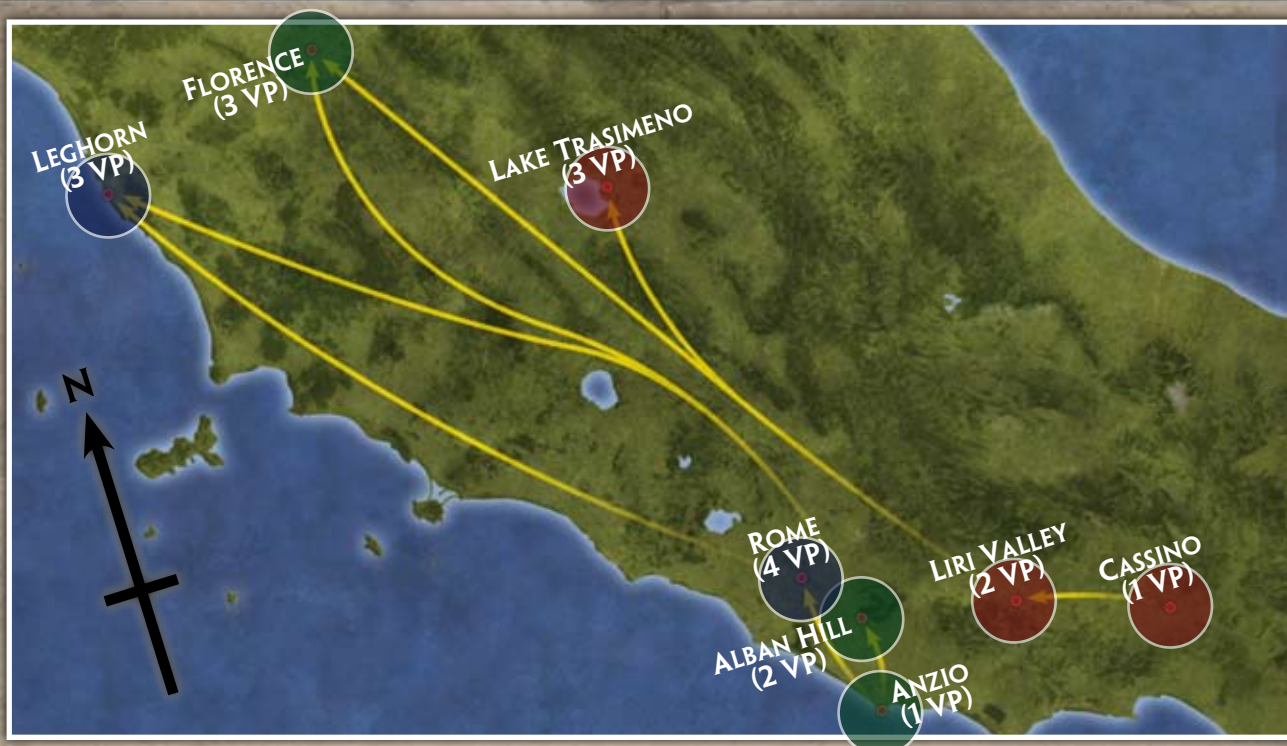 FLORENCE
(3 VP)
LEGHORN
(3 VP)
LAKE TRASIMENO
(3 VP)
N
ROME
(4 VP)
LIRI VALLEY
(2 VP)
CASSINO
(1 VP)
ALBAN HILL
(2 VP)
ANZIO
(1 VP)